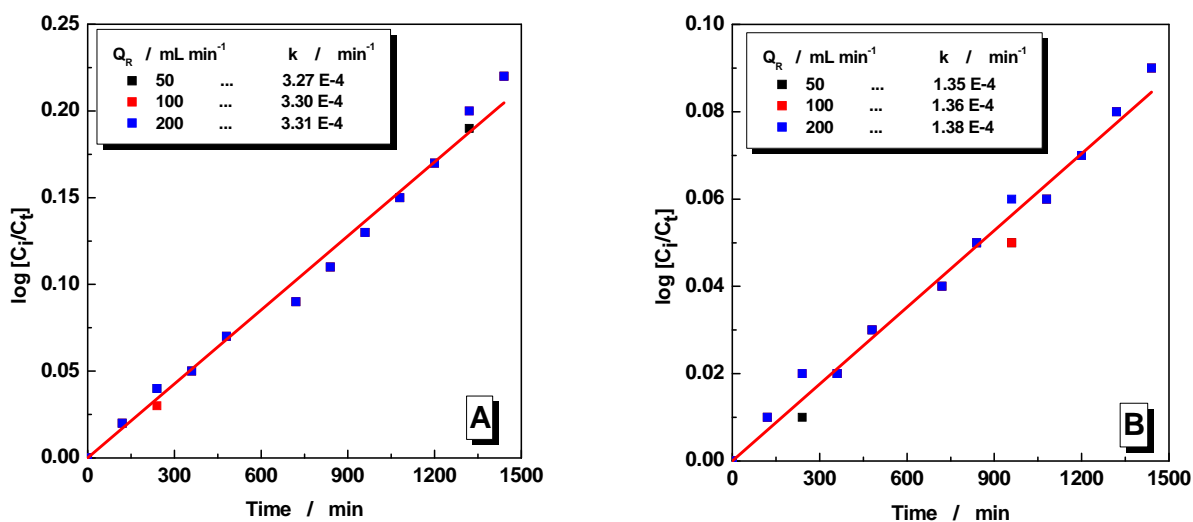 0.25
0.20
0.15
0.10
0.05
0.00
log [Cᵢ/Cₜ]
Q_R / mL min⁻¹ k / min⁻¹
50 ... 3.27 E-4
100 ... 3.30 E-4
200 ... 3.31 E-4
A
0 300 600 900 1200 1500
Time / min
0.10
0.08
0.06
0.04
0.02
0.00
log [Cᵢ/Cₜ]
Q_R / mL min⁻¹ k / min⁻¹
50 ... 1.35 E-4
100 ... 1.36 E-4
200 ... 1.38 E-4
B
0 300 600 900 1200 1500
Time / min